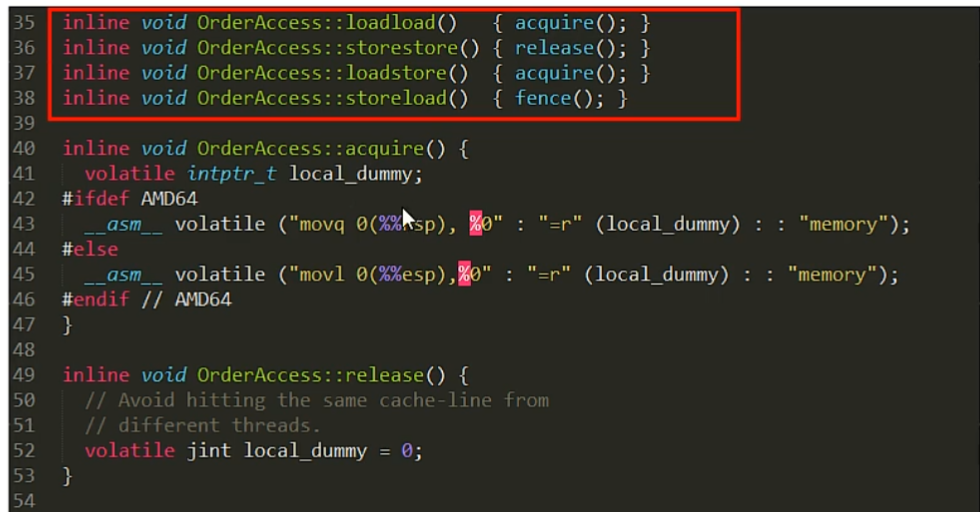 35 inline void OrderAccess::loadload()   { acquire(); }
36 inline void OrderAccess::storestore() { release(); }
37 inline void OrderAccess::loadstore()  { acquire(); }
38 inline void OrderAccess::storeload()  { fence(); }
39
40 inline void OrderAccess::acquire() {
41   volatile intptr_t local_dummy;
42 #ifdef AMD64
43   __asm__ volatile ("movq 0(%%rsp), %0" : "=r" (local_dummy) : : "memory");
44 #else
45   __asm__ volatile ("movl 0(%%esp),%0" : "=r" (local_dummy) : : "memory");
46 #endif // AMD64
47 }
48
49 inline void OrderAccess::release() {
50   // Avoid hitting the same cache-line from
51   // different threads.
52   volatile jint local_dummy = 0;
53 }
54